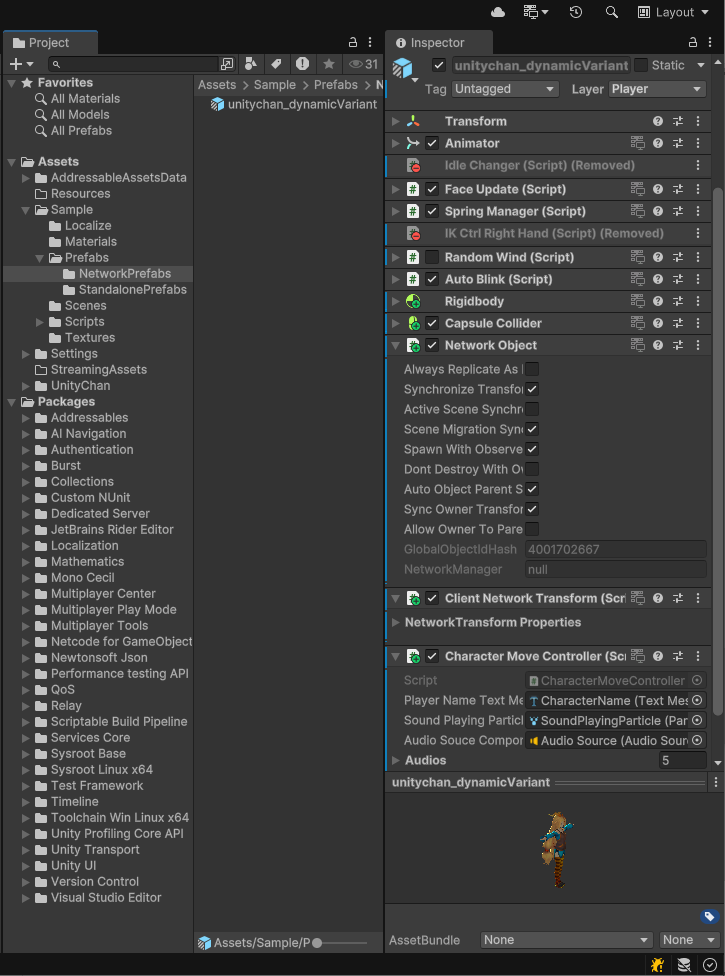 Layout
Project
31
Favorites
All Materials
All Models
All Prefabs
Assets
AddressableAssetsData
Resources
Sample
Localize
Materials
Prefabs
NetworkPrefabs
StandalonePrefabs
Scenes
Scripts
Textures
Settings
StreamingAssets
UnityChan
Packages
Addressables
AI Navigation
Authentication
Burst
Collections
Custom NUnit
Dedicated Server
JetBrains Rider Editor
Localization
Mathematics
Mono Cecil
Multiplayer Center
Multiplayer Play Mode
Multiplayer Tools
Netcode for GameObject
Newtonsoft Json
Performance testing API
QoS
Relay
Scriptable Build Pipeline
Services Core
Sysroot Base
Sysroot Linux x64
Test Framework
Timeline
Toolchain Win Linux x64
Unity Profiling Core API
Unity Transport
Unity UI
Version Control
Visual Studio Editor
Assets > Sample > Prefabs > N
unitychan_dynamicVariant
Assets/Sample/P
Inspector
unitychan_dynamicVariant Static
Tag Untagged Layer Player
Transform
Animator
Idle Changer (Script) (Removed)
Face Update (Script)
Spring Manager (Script)
IK Ctrl Right Hand (Script) (Removed)
Random Wind (Script)
Auto Blink (Script)
Rigidbody
Capsule Collider
Network Object
Always Replicate As
Synchronize Transfor
Active Scene Synchr
Scene Migration Syn
Spawn With Observe
Dont Destroy With O
Auto Object Parent S
Sync Owner Transfor
Allow Owner To Pare
GlobalObjectIdHash 4001702667
NetworkManager null
Client Network Transform (Scr
NetworkTransform Properties
Character Move Controller (Sc
Script # CharacterMoveController
Player Name Text Me CharacterName (Text Mes
Sound Playing Particl SoundPlayingParticle (Par
Audio Souce Compor Audio Source (Audio Sour
Audios 5
unitychan_dynamicVariant
AssetBundle None None